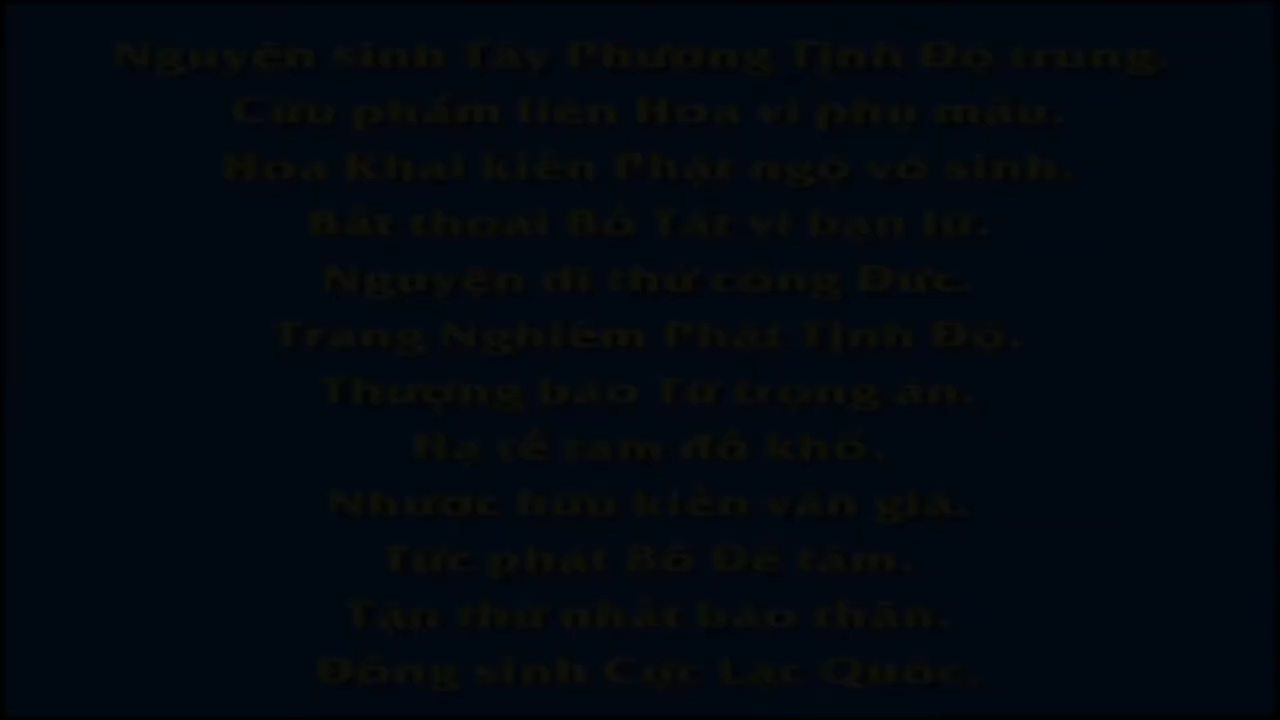 Nguyện sinh Tây Phương Tịnh Độ trung.
Cửu phẩm liên Hoa vi phụ mẫu.
Hoa Khai kiến Phật ngộ vô sinh.
Bất thoái Bồ Tát vi bạn lữ.
Nguyện dĩ thử công Đức.
Trang Nghiêm Phật Tịnh Độ.
Thượng báo Tứ trọng ân.
Hạ tế tam đồ khổ.
Nhược hữu kiến văn giả.
Tức phát Bồ Đề tâm.
Tận thử nhất báo thân.
Đồng sinh Cực Lạc Quốc.